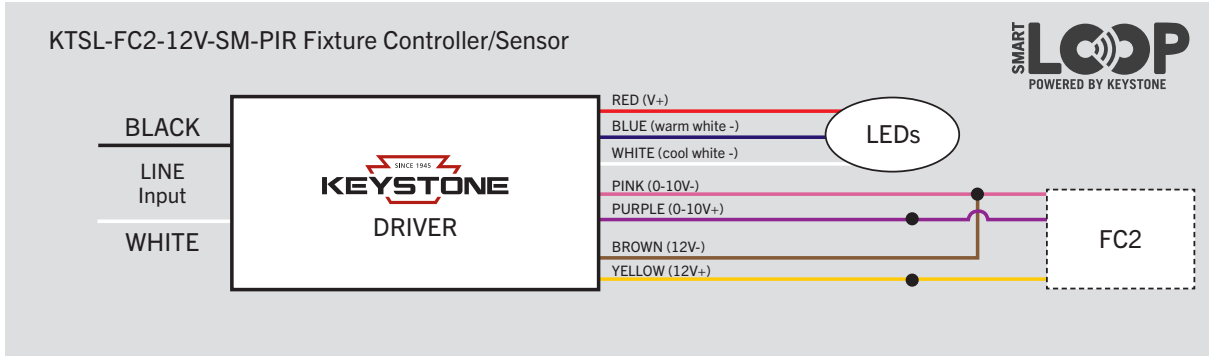 KTSL-FC2-12V-SM-PIR Fixture Controller/Sensor
SMART
LOOP
POWERED BY KEYSTONE
BLACK
LINE
Input
WHITE
SINCE 1945
KEYSTONE
DRIVER
RED (V+)
BLUE (warm white -)
WHITE (cool white -)
PINK (0-10V-)
PURPLE (0-10V+)
BROWN (12V-)
YELLOW (12V+)
LEDs
FC2